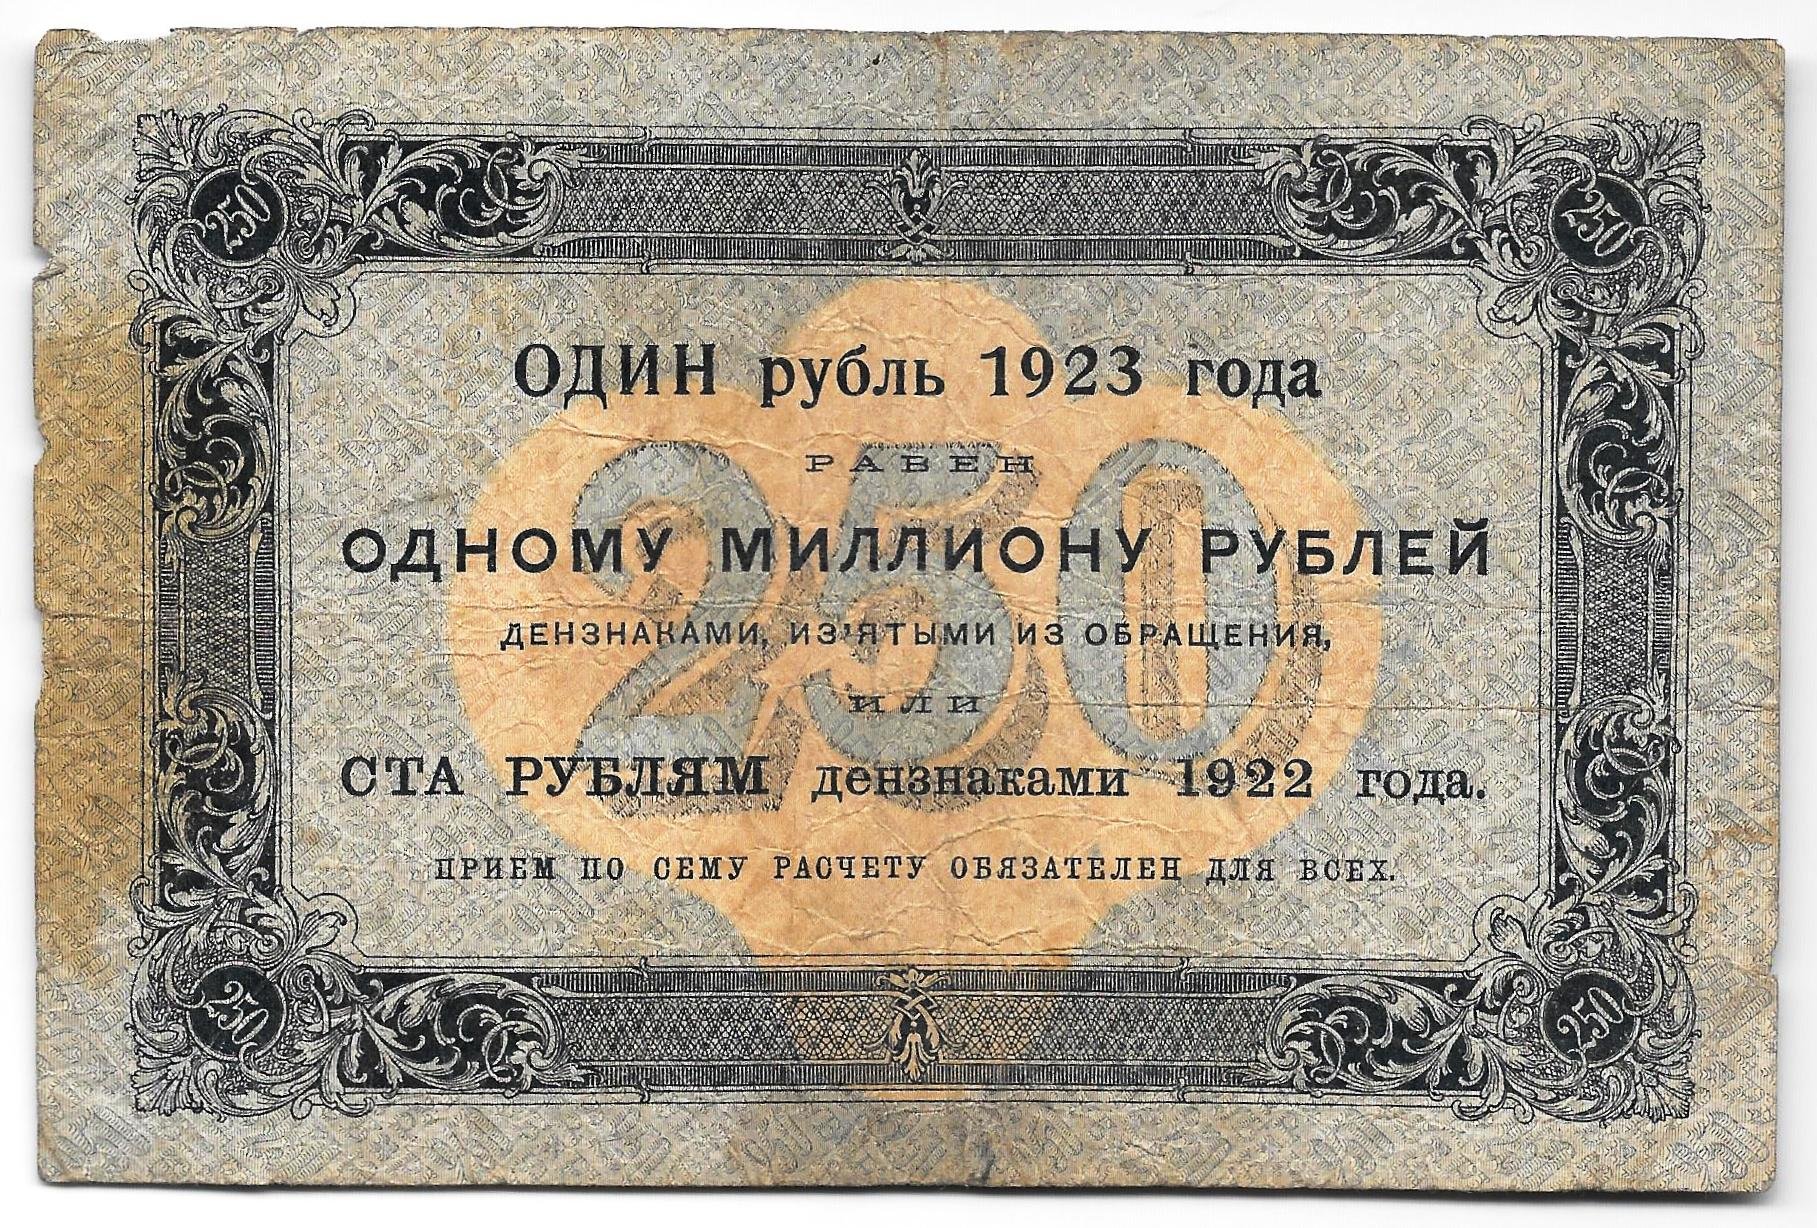 250
250
ОДИН рубль 1923 года
РАВЕН
250
ОДНОМУ МИЛЛИОНУ РУБЛЕЙ
ДЕНЗНАКАМИ, ИЗ'ЯТЫМИ ИЗ ОБРАЩЕНИЯ,
ИЛИ
СТА РУБЛЯМ дензнаками 1922 года.
ПРИЕМ ПО СЕМУ РАСЧЕТУ ОБЯЗАТЕЛЕН ДЛЯ ВСЕХ.
250
250